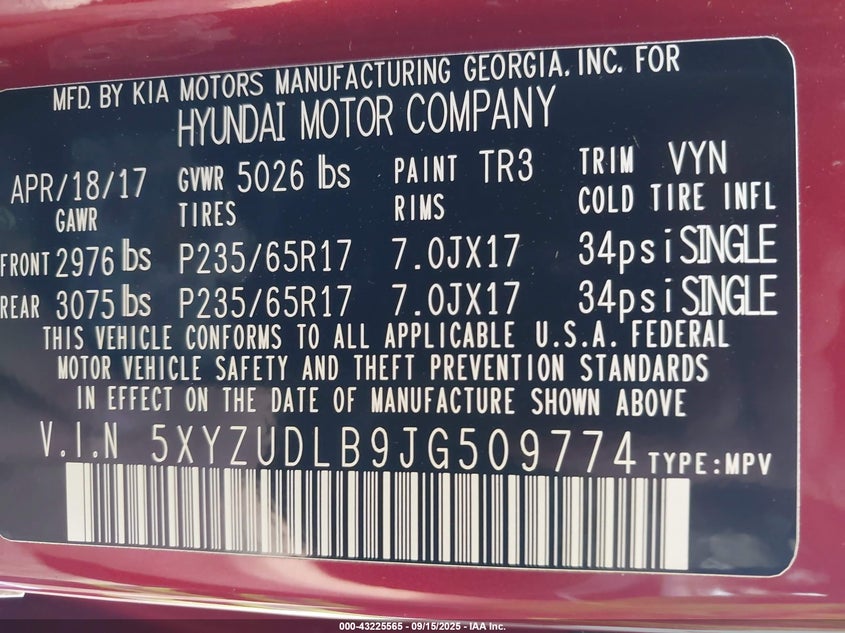 MFD. BY KIA MOTORS MANUFACTURING GEORGIA, INC. FOR
HYUNDAI MOTOR COMPANY
APR/18/17 GVWR 5026 lbs PAINT TR3 TRIM VYN
GAWR TIRES RIMS COLD TIRE INFL
FRONT 2976 lbs P235/65R17 7.0JX17 34psi SINGLE
REAR 3075 lbs P235/65R17 7.0JX17 34psi SINGLE
THIS VEHICLE CONFORMS TO ALL APPLICABLE U.S.A. FEDERAL
MOTOR VEHICLE SAFETY AND THEFT PREVENTION STANDARDS
IN EFFECT ON THE DATE OF MANUFACTURE SHOWN ABOVE
V.I.N 5XYZUDLB9JG509774 TYPE:MPV
000-43225565 - 09/15/2025 - IAA Inc.